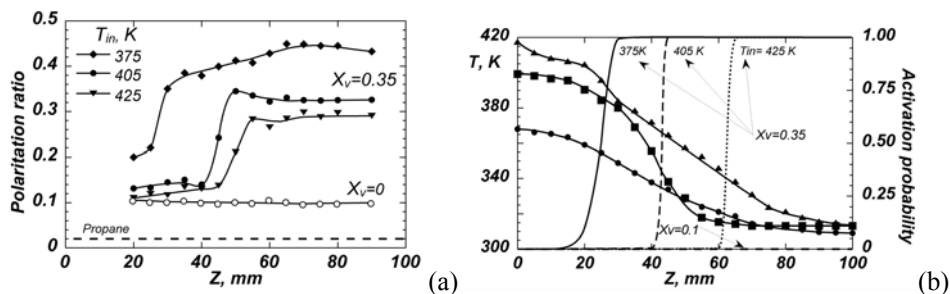 0.5
0.4
0.3
0.2
0.1
0
Polaritation ratio
T_in, K
375
405
425
X_v=0.35
X_v=0
Propane
0 20 40 60 80 100
Z, mm
(a)
420
380
340
300
T, K
375K
405 K
Tin= 425 K
Xv=0.35
Xv=0.1
1.00
0.75
0.50
0.25
0
Activation probability
0 20 40 60 80 100
Z, mm
(b)